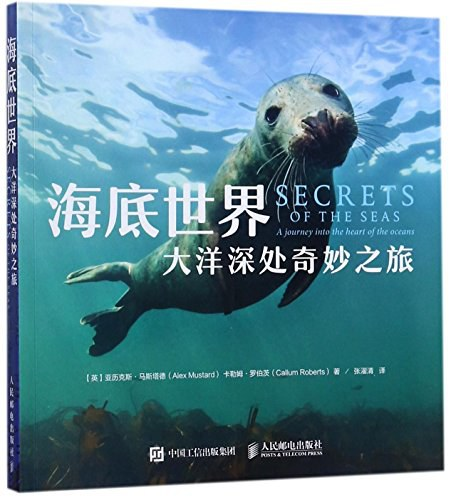 海底世界
SECRETS
OF THE SEAS
A journey into the heart of the oceans
大洋深处奇妙之旅
[英] 亚历克斯·马斯塔德 (Alex Mustard) 卡勒姆·罗伯茨 (Callum Roberts) 著 / 张濯清 译
中国工信出版集团
人民邮电出版社
POSTS & TELECOM PRESS
海底世界
大洋深处奇妙之旅
人民邮电出版社